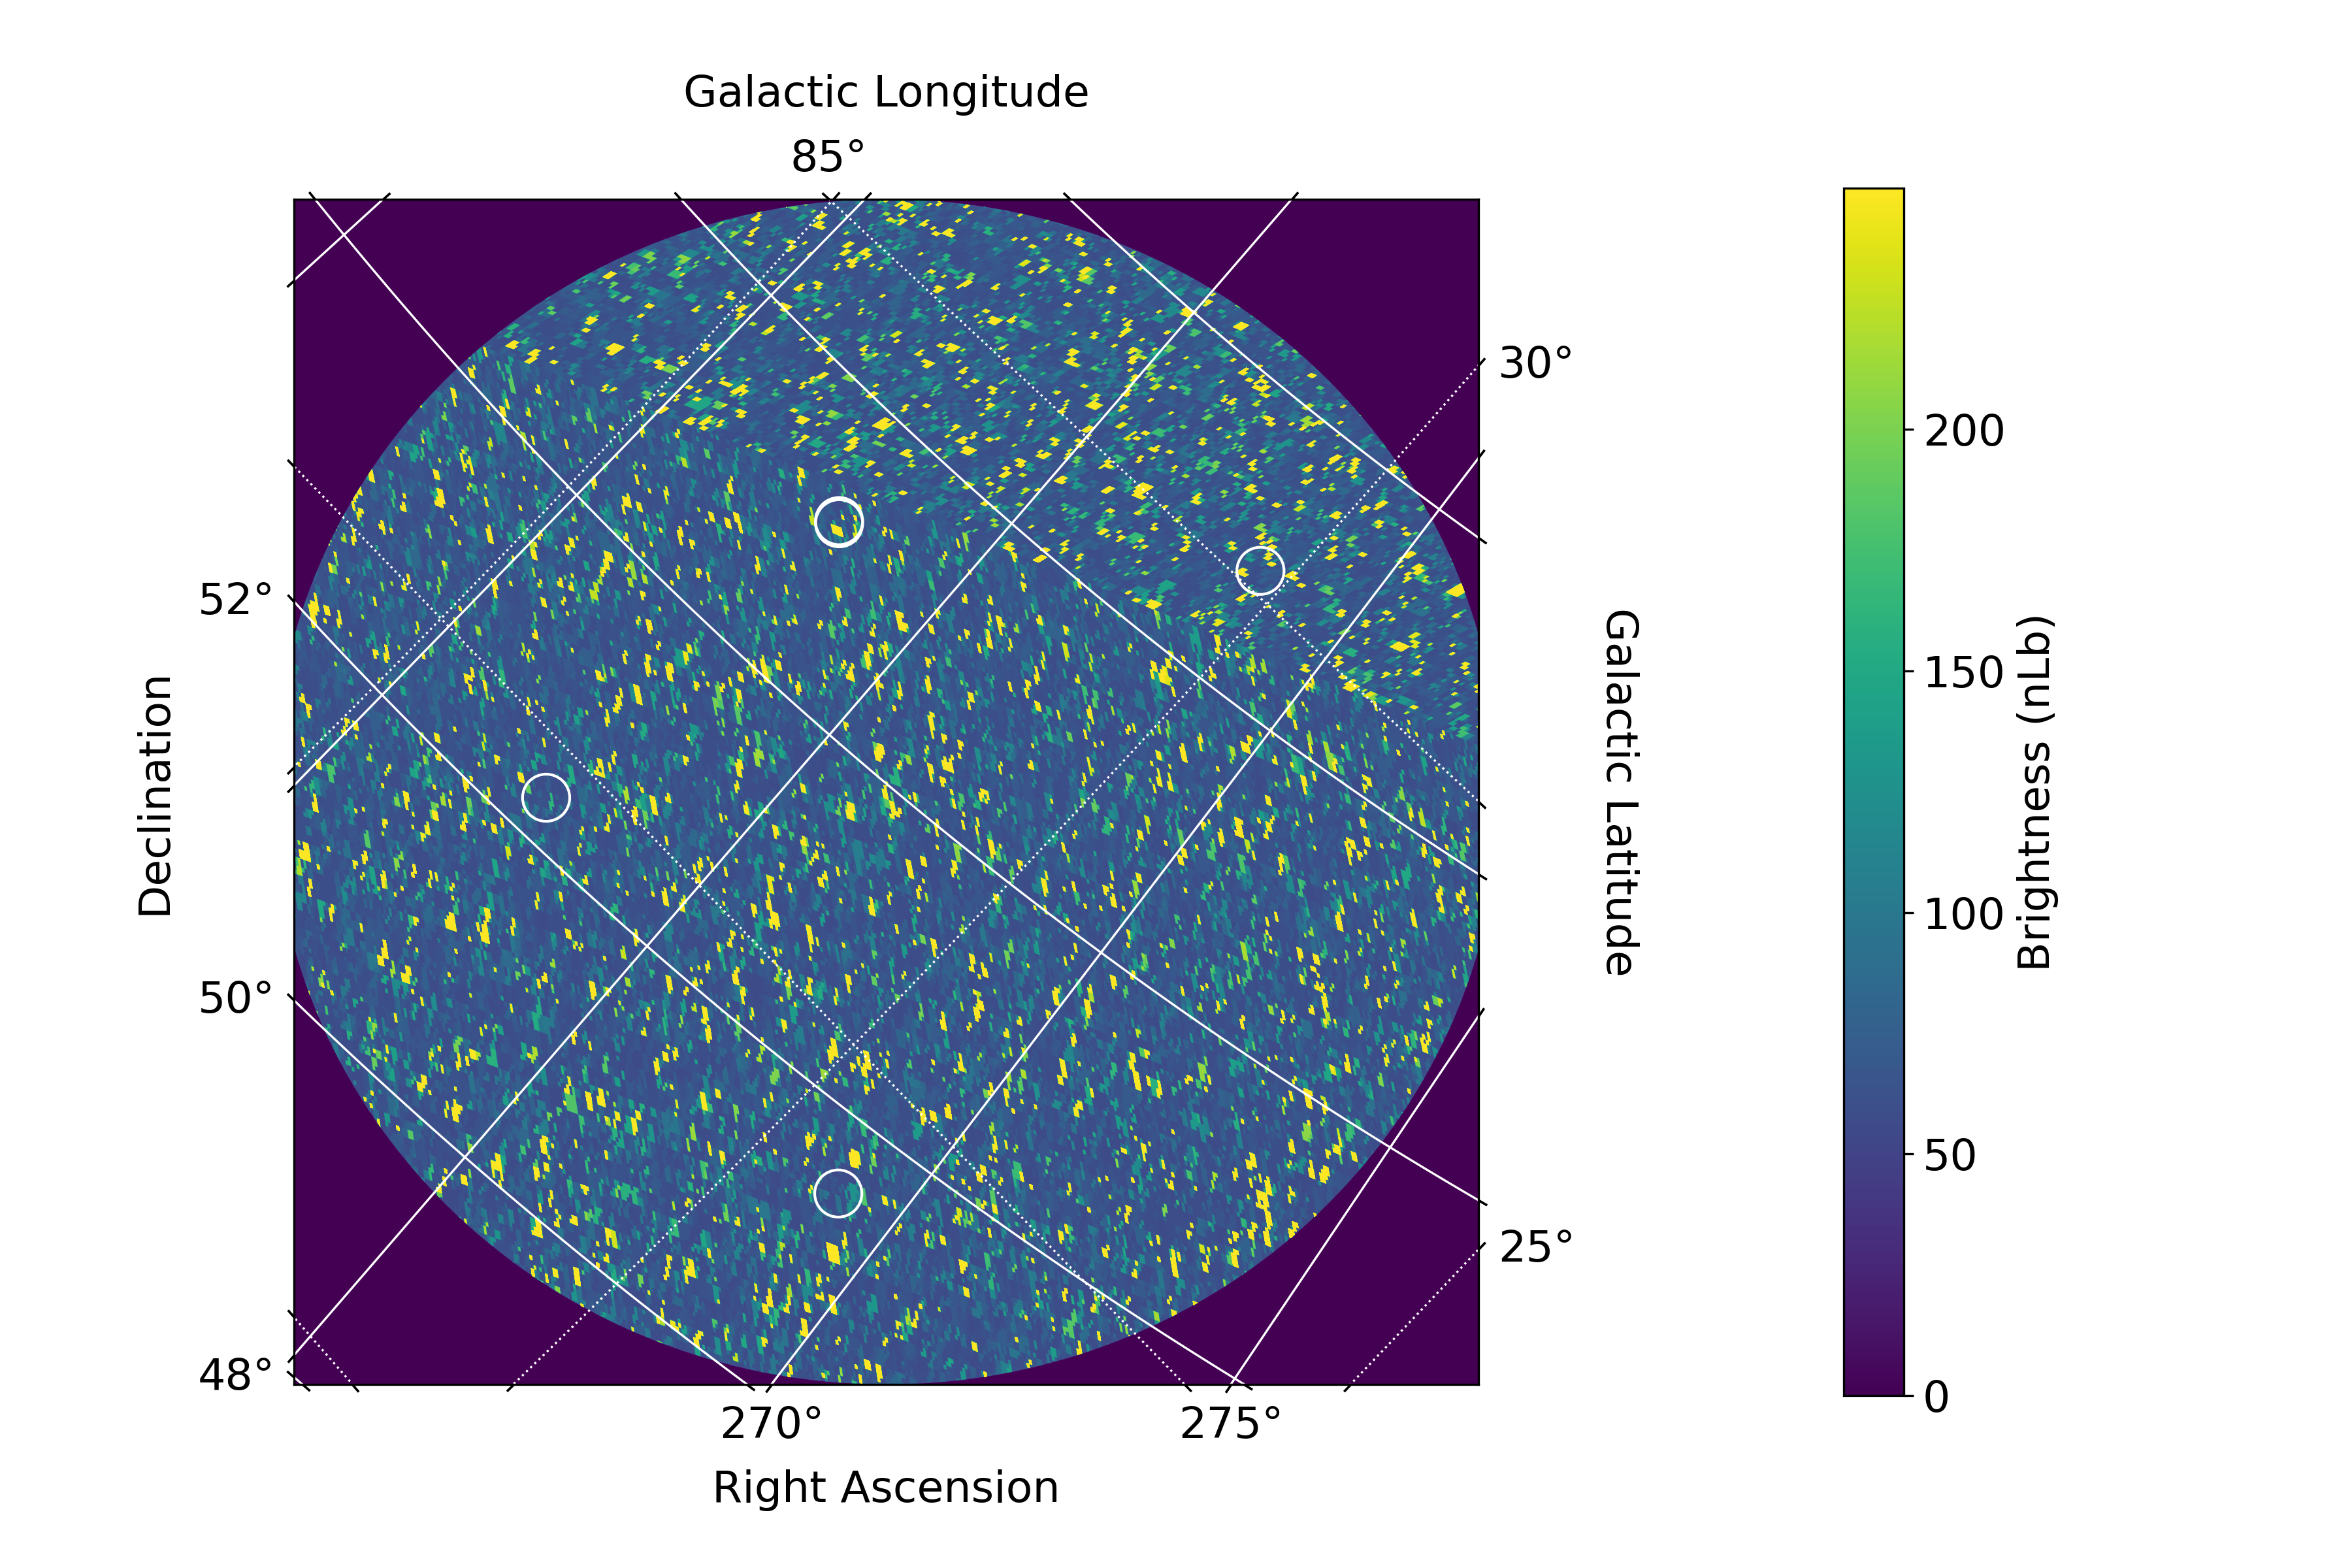 Galactic Longitude
85°
30°
200
52°
150
Declination
Galactic Latitude
Brightness (nLb)
100
50°
50
25°
48°
0
270°
275°
Right Ascension